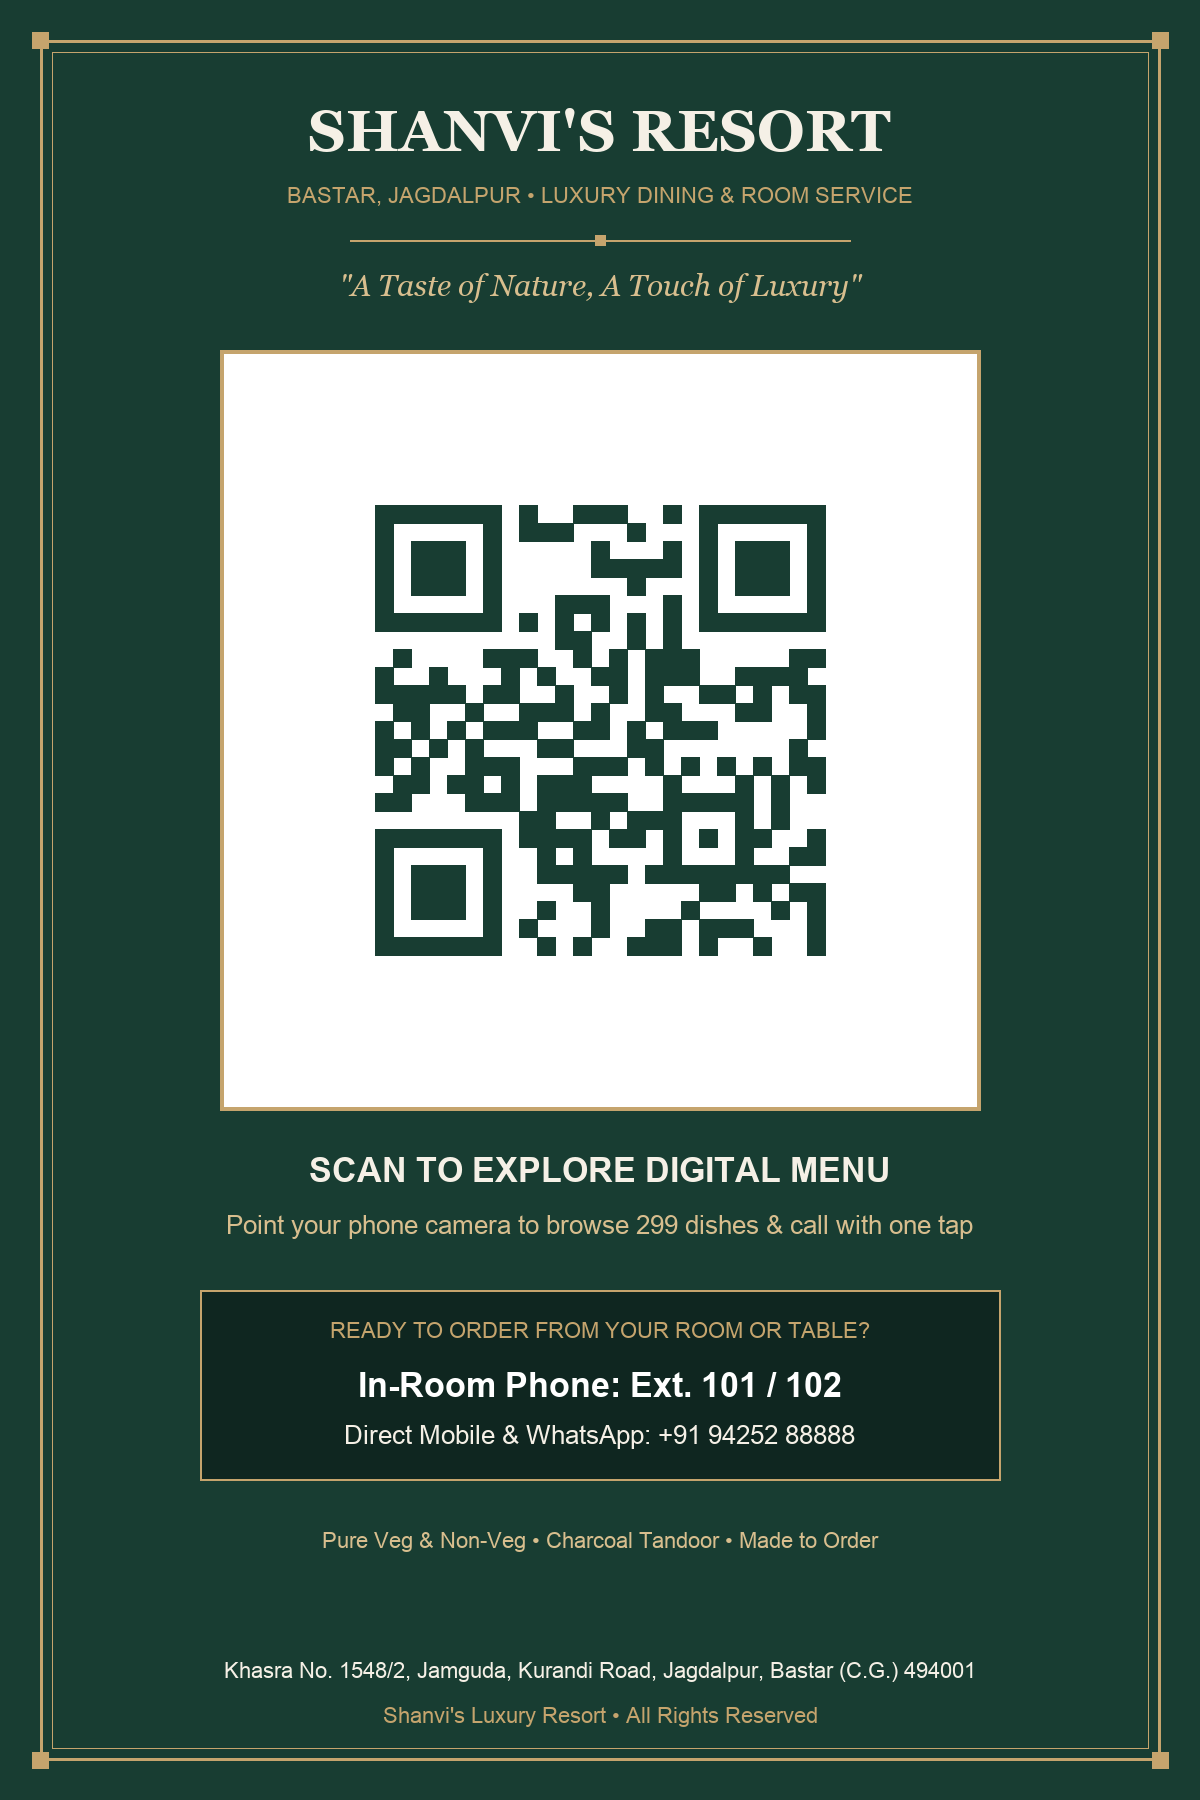 SHANVI'S RESORT
BASTAR, JAGDALPUR • LUXURY DINING & ROOM SERVICE
"A Taste of Nature, A Touch of Luxury"
SCAN TO EXPLORE DIGITAL MENU
Point your phone camera to browse 299 dishes & call with one tap
READY TO ORDER FROM YOUR ROOM OR TABLE?
In-Room Phone: Ext. 101 / 102
Direct Mobile & WhatsApp: +91 94252 88888
Pure Veg & Non-Veg • Charcoal Tandoor • Made to Order
Khasra No. 1548/2, Jamguda, Kurandi Road, Jagdalpur, Bastar (C.G.) 494001
Shanvi's Luxury Resort • All Rights Reserved